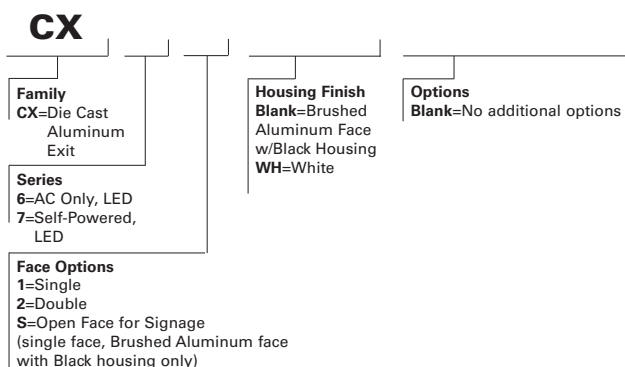 CX
Family
CX=Die Cast
Aluminum
Exit
Series
6=AC Only, LED
7=Self-Powered,
LED
Face Options
1=Single
2=Double
S=Open Face for Signage
(single face, Brushed Aluminum face
with Black housing only)
Housing Finish
Blank=Brushed
Aluminum Face
w/Black Housing
WH=White
Options
Blank=No additional options